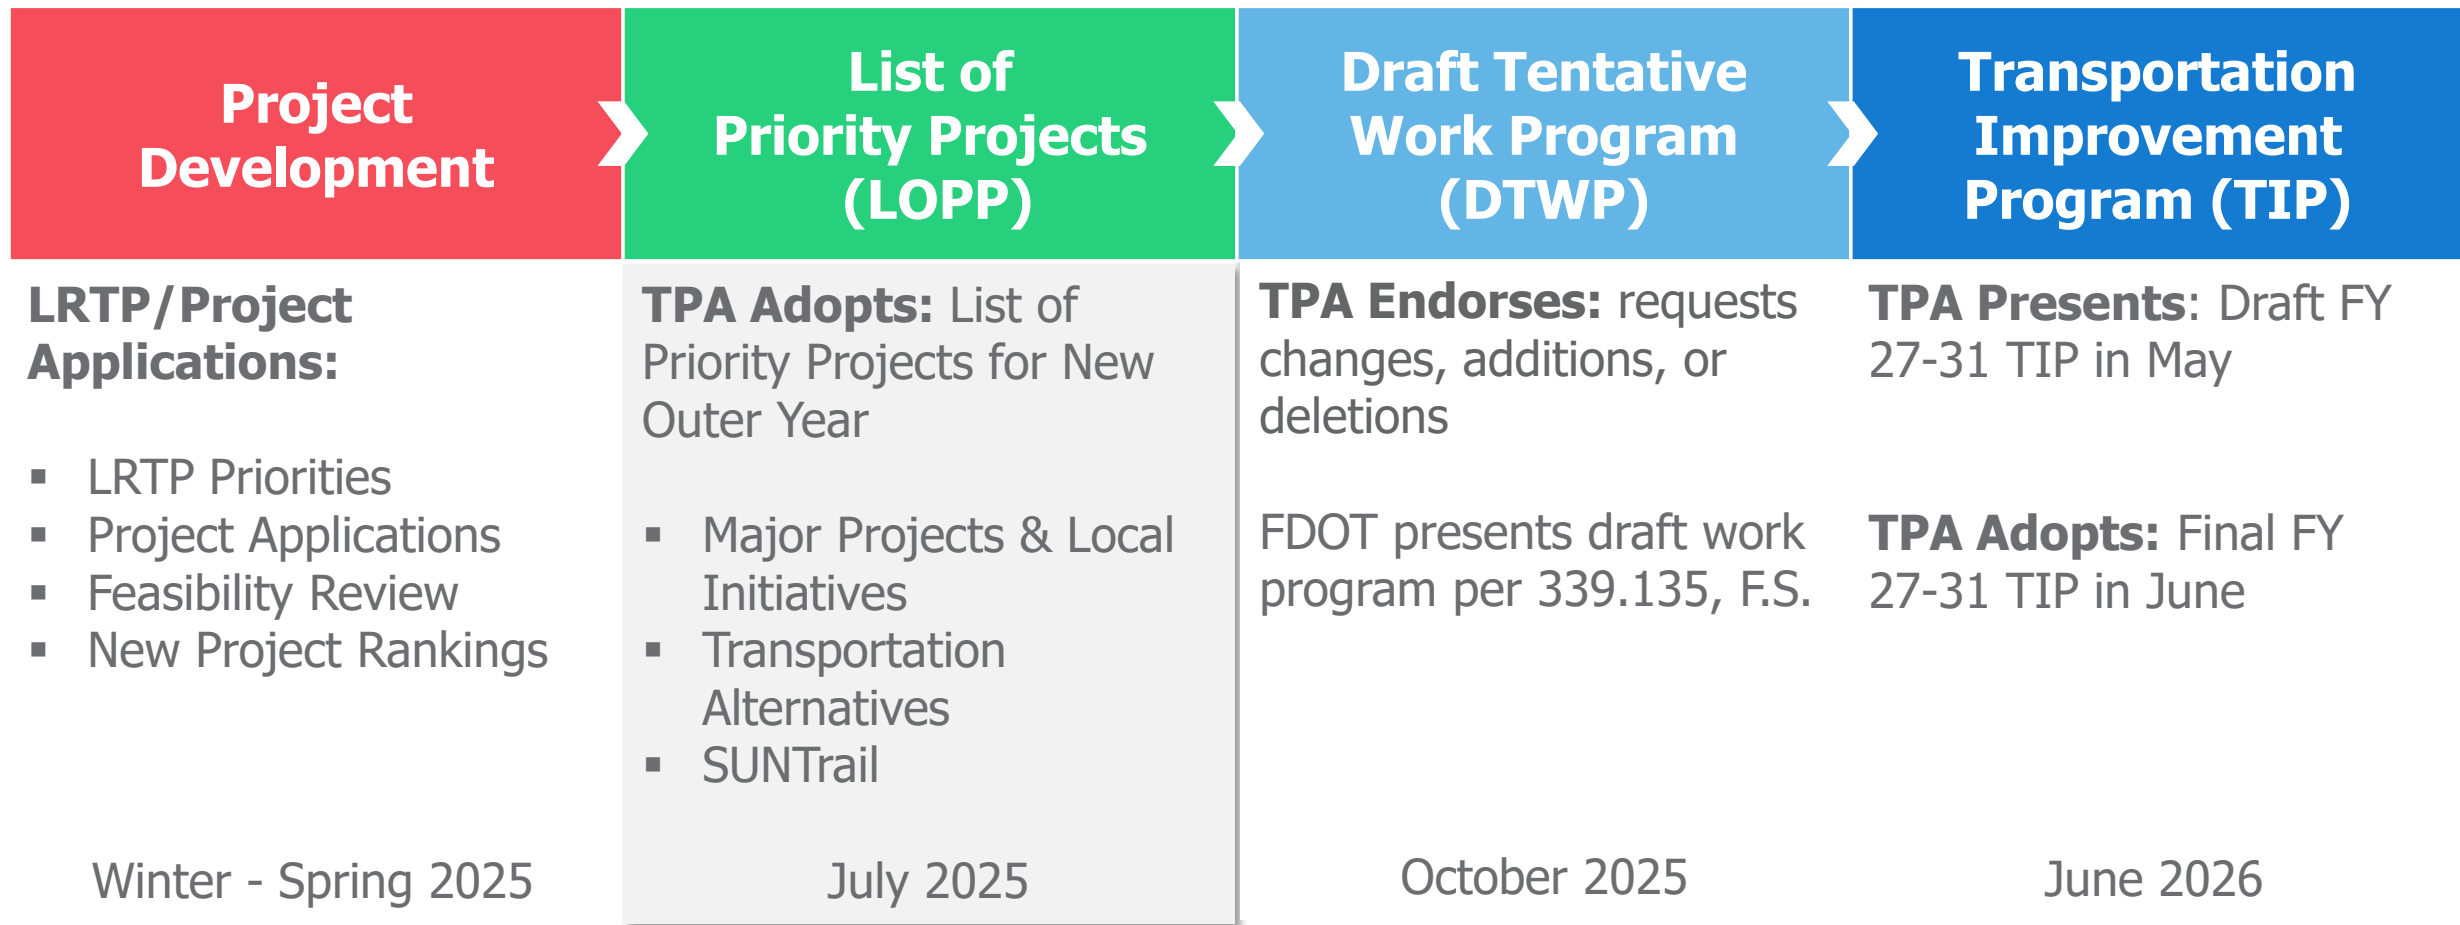 Project
Development
List of
Priority Projects
(LOPP)
Draft Tentative
Work Program
(DTWP)
Transportation
Improvement
Program (TIP)
LRTP/Project
Applications:
▪ LRTP Priorities
▪ Project Applications
▪ Feasibility Review
▪ New Project Rankings
Winter - Spring 2025
TPA Adopts: List of
Priority Projects for New
Outer Year
▪ Major Projects & Local
Initiatives
▪ Transportation
Alternatives
▪ SUNTrail
July 2025
TPA Endorses: requests
changes, additions, or
deletions
FDOT presents draft work
program per 339.135, F.S.
October 2025
TPA Presents: Draft FY
27-31 TIP in May
TPA Adopts: Final FY
27-31 TIP in June
June 2026